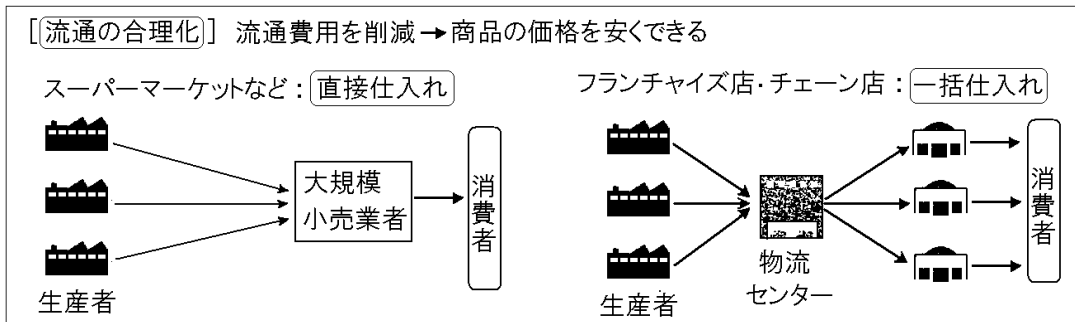 [流通の合理化] 流通費用を削減→商品の価格を安くできる
スーパーマーケットなど：直接仕入れ
大規模
小売業者
消費者
生産者
フランチャイズ店・チェーン店：一括仕入れ
物流
センター
消費者
生産者